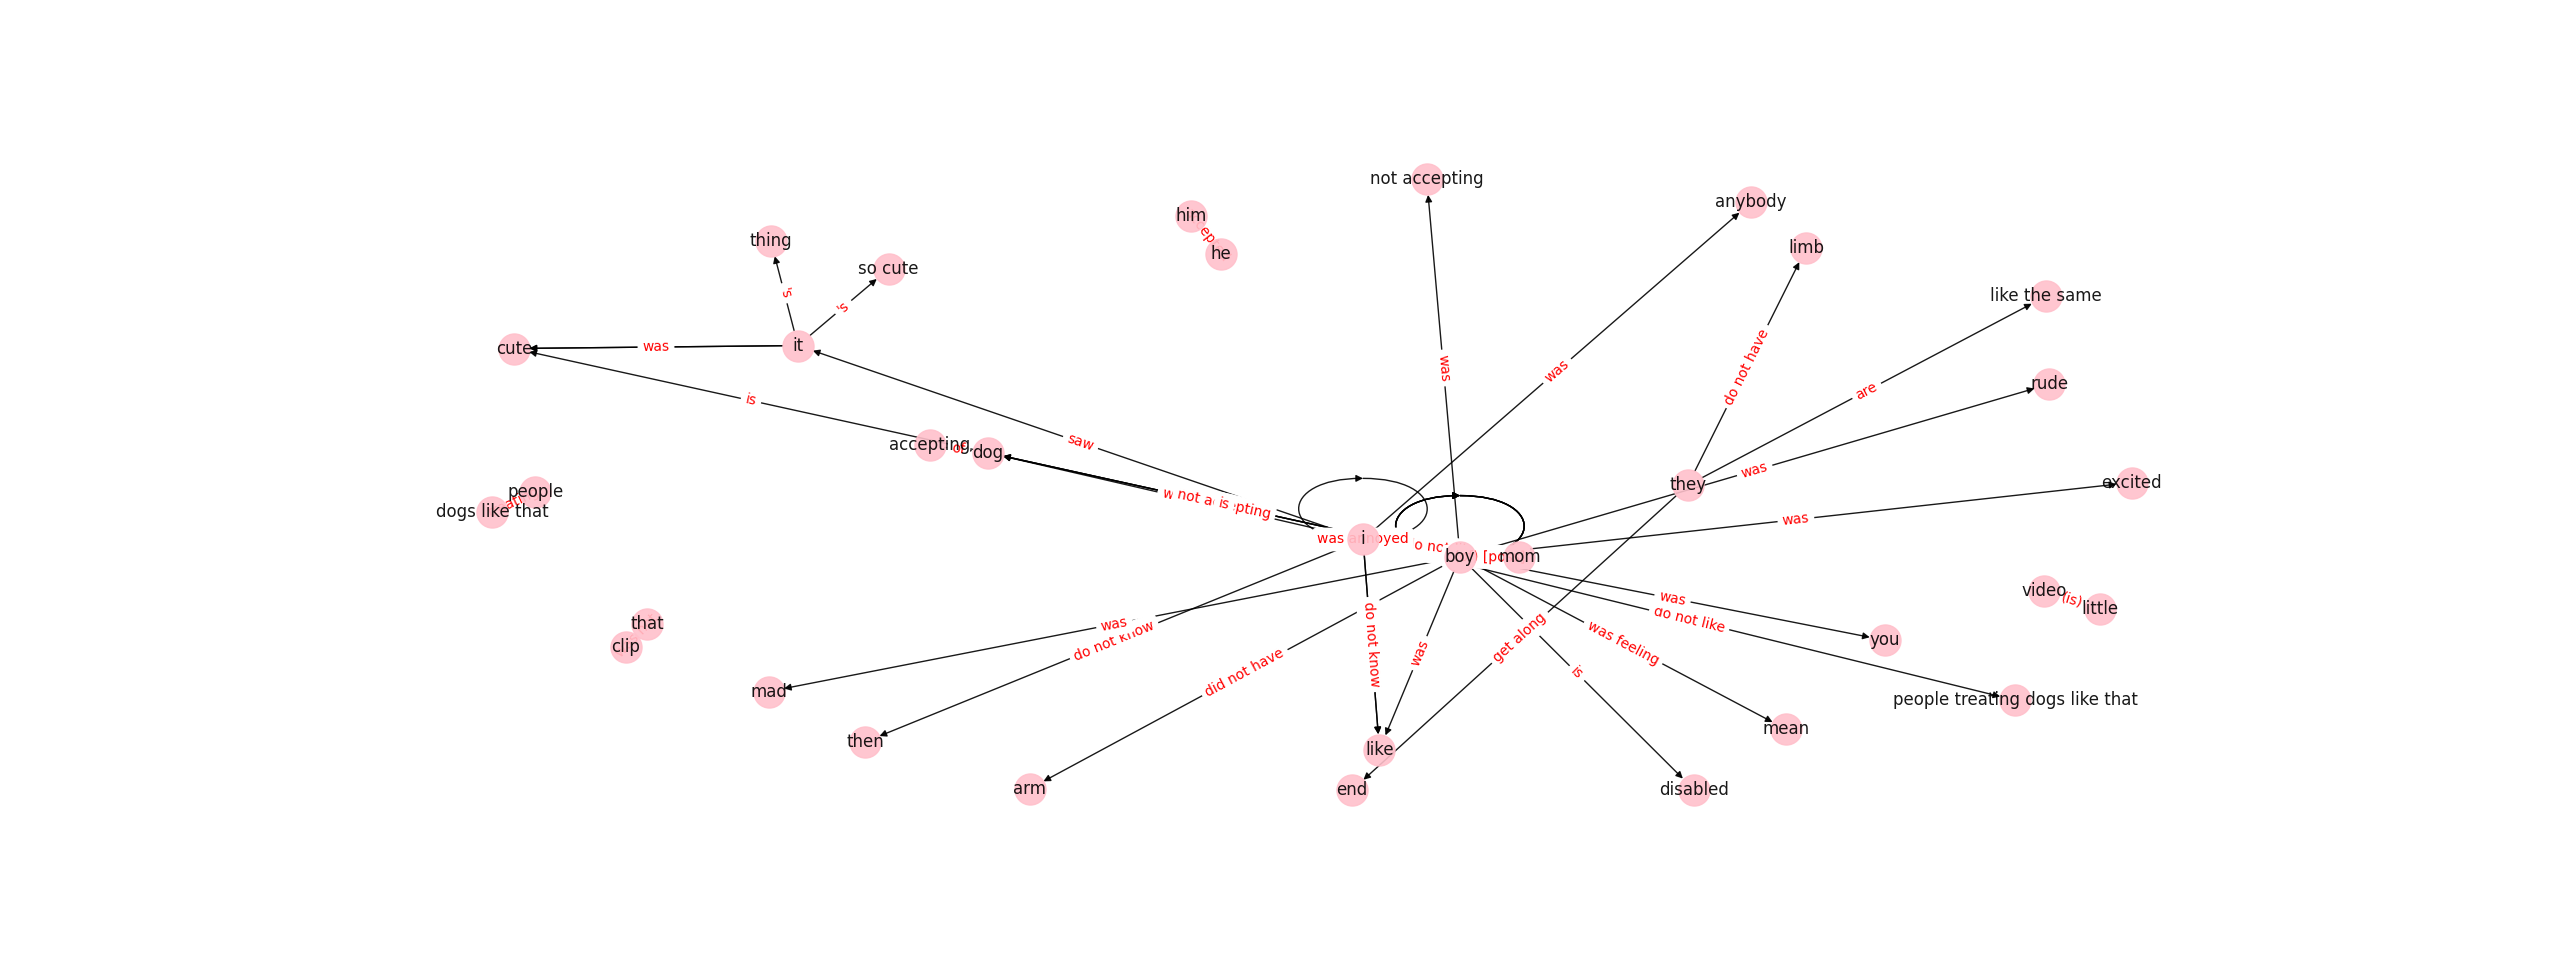 not accepting
anybody
him
thing
limb
he
so cute
's
's
like the same
it
was
cute
was
was
do not have
rude
are
is
saw
accepting
dog
was
they
excited
people
dogs like that
not a
is
pting
was
was annoyed
i
boy
mom
video
(is)
little
was
do not like
that
clip
was
do not know
do not know
get along
was feeling
you
was
did not have
is
mad
people treating dogs like that
then
like
mean
arm
end
disabled